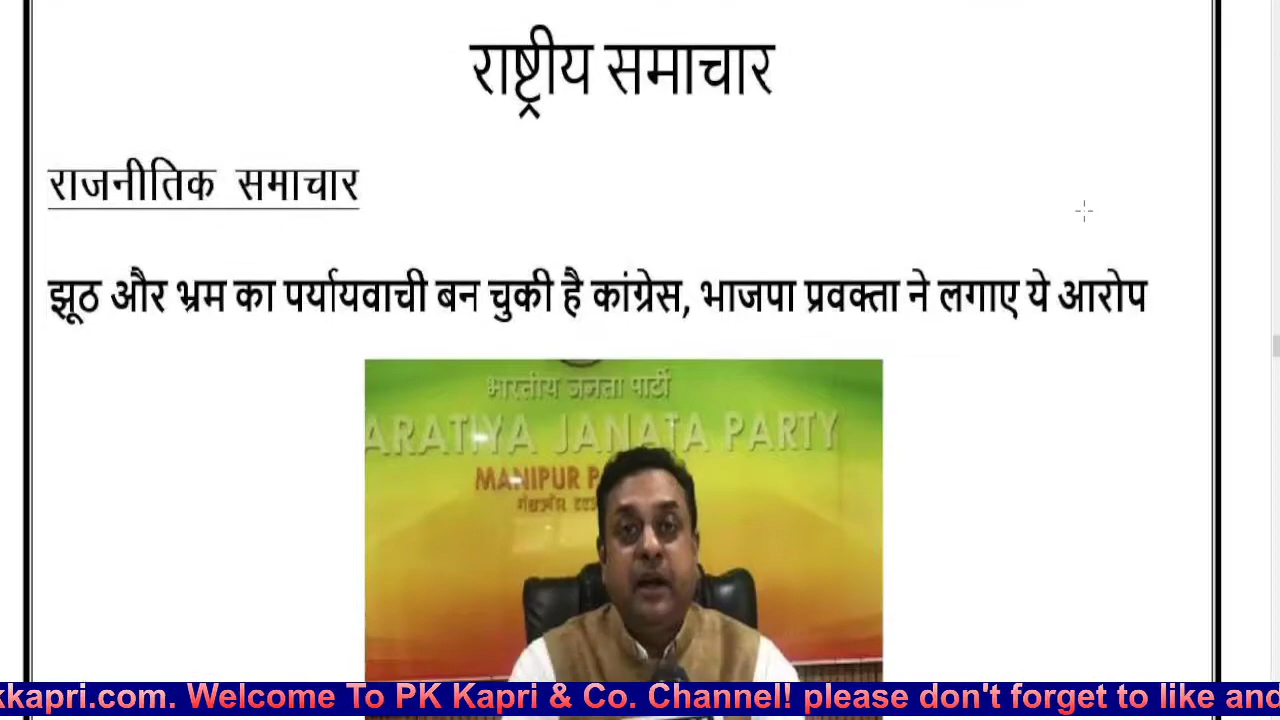 राष्ट्रीय समाचार
राजनीतिक समाचार
झूठ और भ्रम का पर्यायवाची बन चुकी है कांग्रेस, भाजपा प्रवक्ता ने लगाए ये आरोप
भारतीय जनता पार्टी
ARATIYA JANATA PARTY
MANIPUR P
kkapri.com. Welcome To PK Kapri & Co. Channel! please don't forget to like and